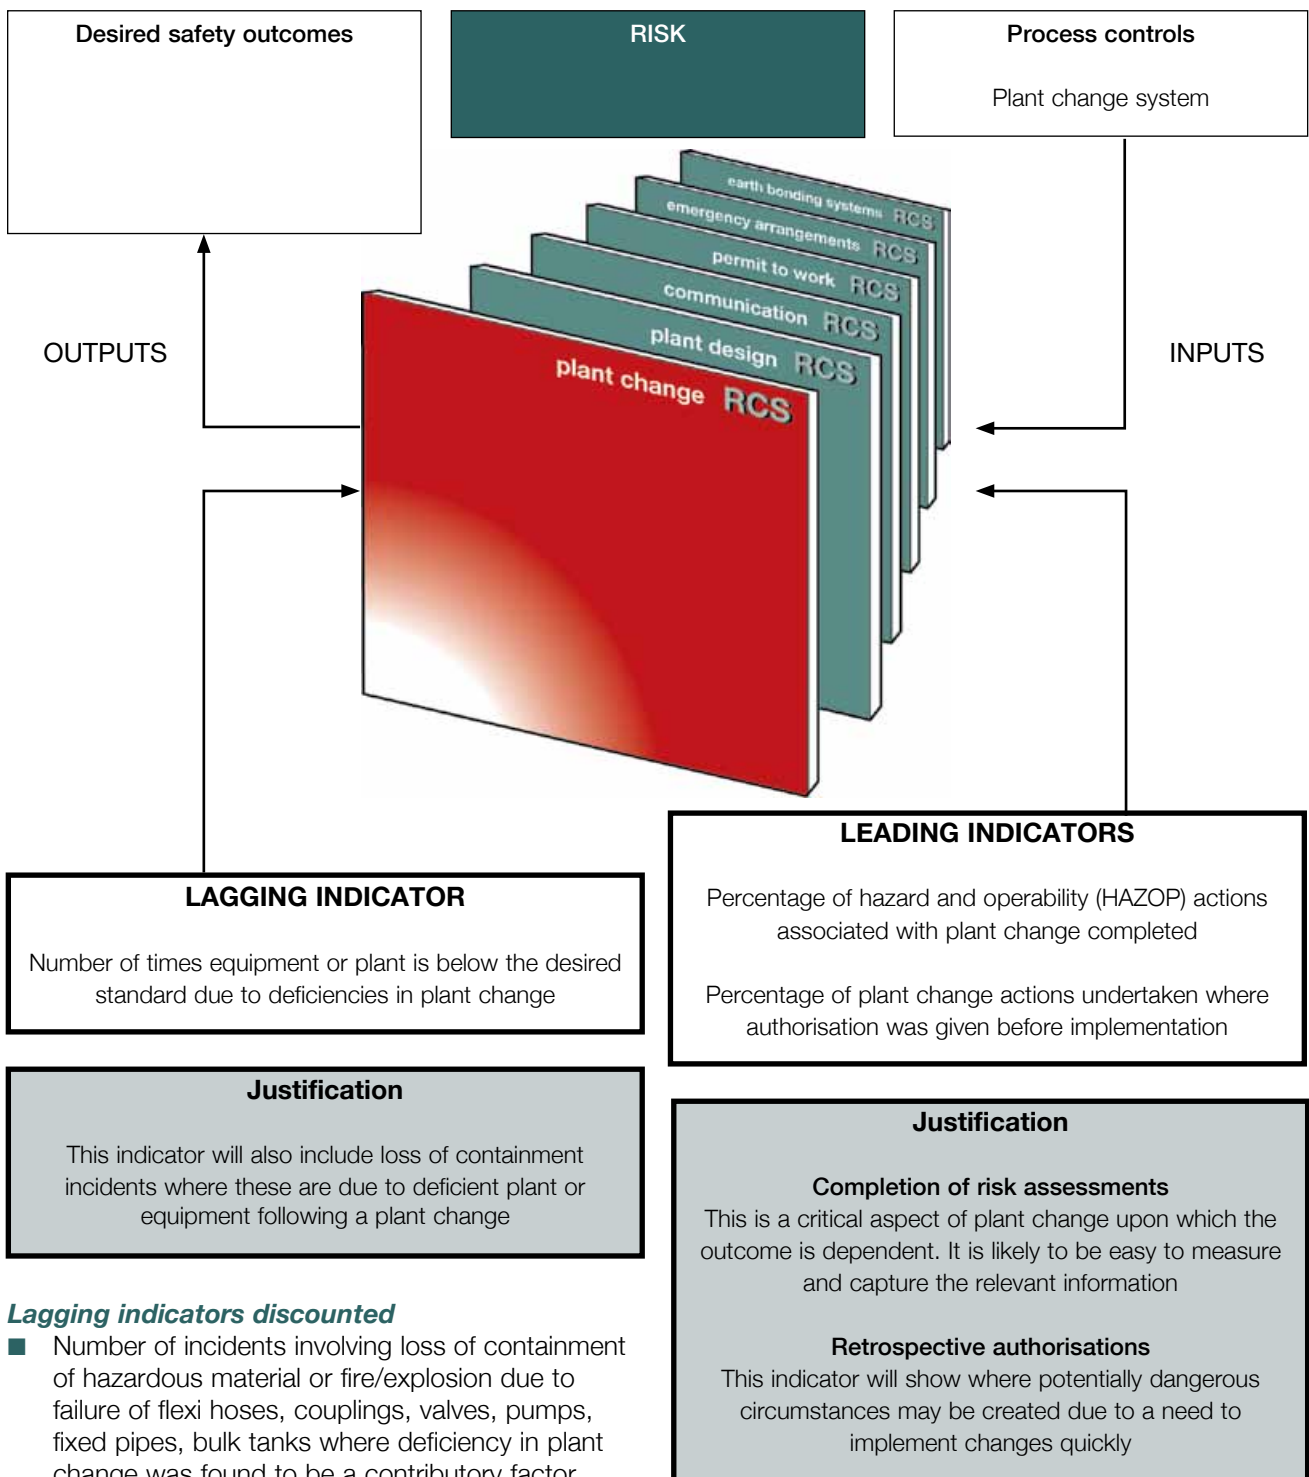 Desired safety outcomes
RISK
Process controls
Plant change system
earth bonding systems RCS
emergency arrangements RCS
permit to work RCS
communication RCS
plant design RCS
plant change RCS
OUTPUTS
INPUTS
LAGGING INDICATOR
Number of times equipment or plant is below the desired
standard due to deficiencies in plant change
LEADING INDICATORS
Percentage of hazard and operability (HAZOP) actions
associated with plant change completed
Percentage of plant change actions undertaken where
authorisation was given before implementation
Justification
This indicator will also include loss of containment
incidents where these are due to deficient plant or
equipment following a plant change
Justification
Completion of risk assessments
This is a critical aspect of plant change upon which the
outcome is dependent. It is likely to be easy to measure
and capture the relevant information
Retrospective authorisations
This indicator will show where potentially dangerous
circumstances may be created due to a need to
implement changes quickly
Lagging indicators discounted
■ Number of incidents involving loss of containment
of hazardous material or fire/explosion due to
failure of flexi hoses, couplings, valves, pumps,
fixed pipes, bulk tanks where deficiency in plant
change was found to be a contributory factor